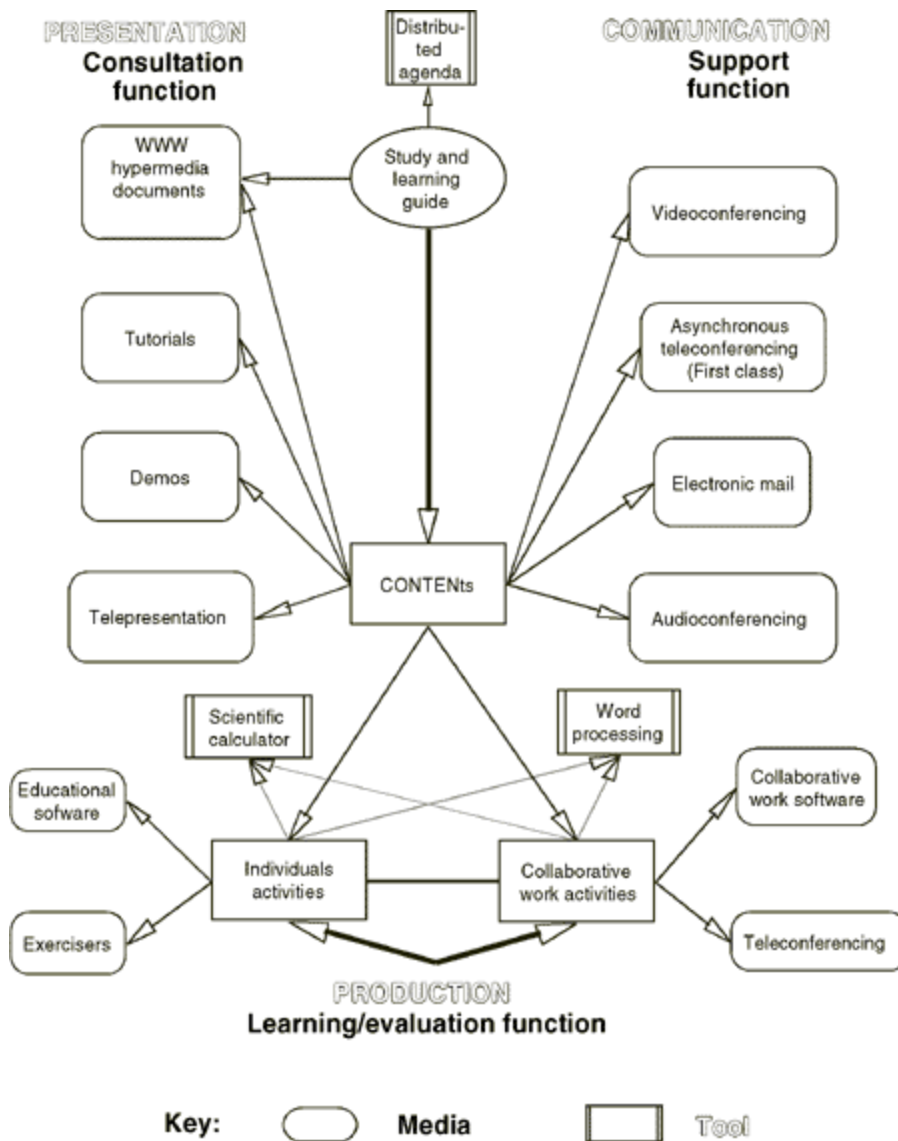 PRESENTATION
Consultation
function
Distribu-
ted
agenda
COMMUNICATION
Support
function
WWW
hypermedia
documents
Study and
learning
guide
Videoconferencing
Tutorials
Asynchronous
teleconferencing
(First class)
Demos
Electronic mail
CONTENts
Telepresentation
Audioconferencing
Scientific
calculator
Word
processing
Educational
sofware
Collaborative
work software
Individuals
activities
Collaborative
work activities
Exercisers
Teleconferencing
PRODUCTION
Learning/evaluation function
Key:
Media
Tool